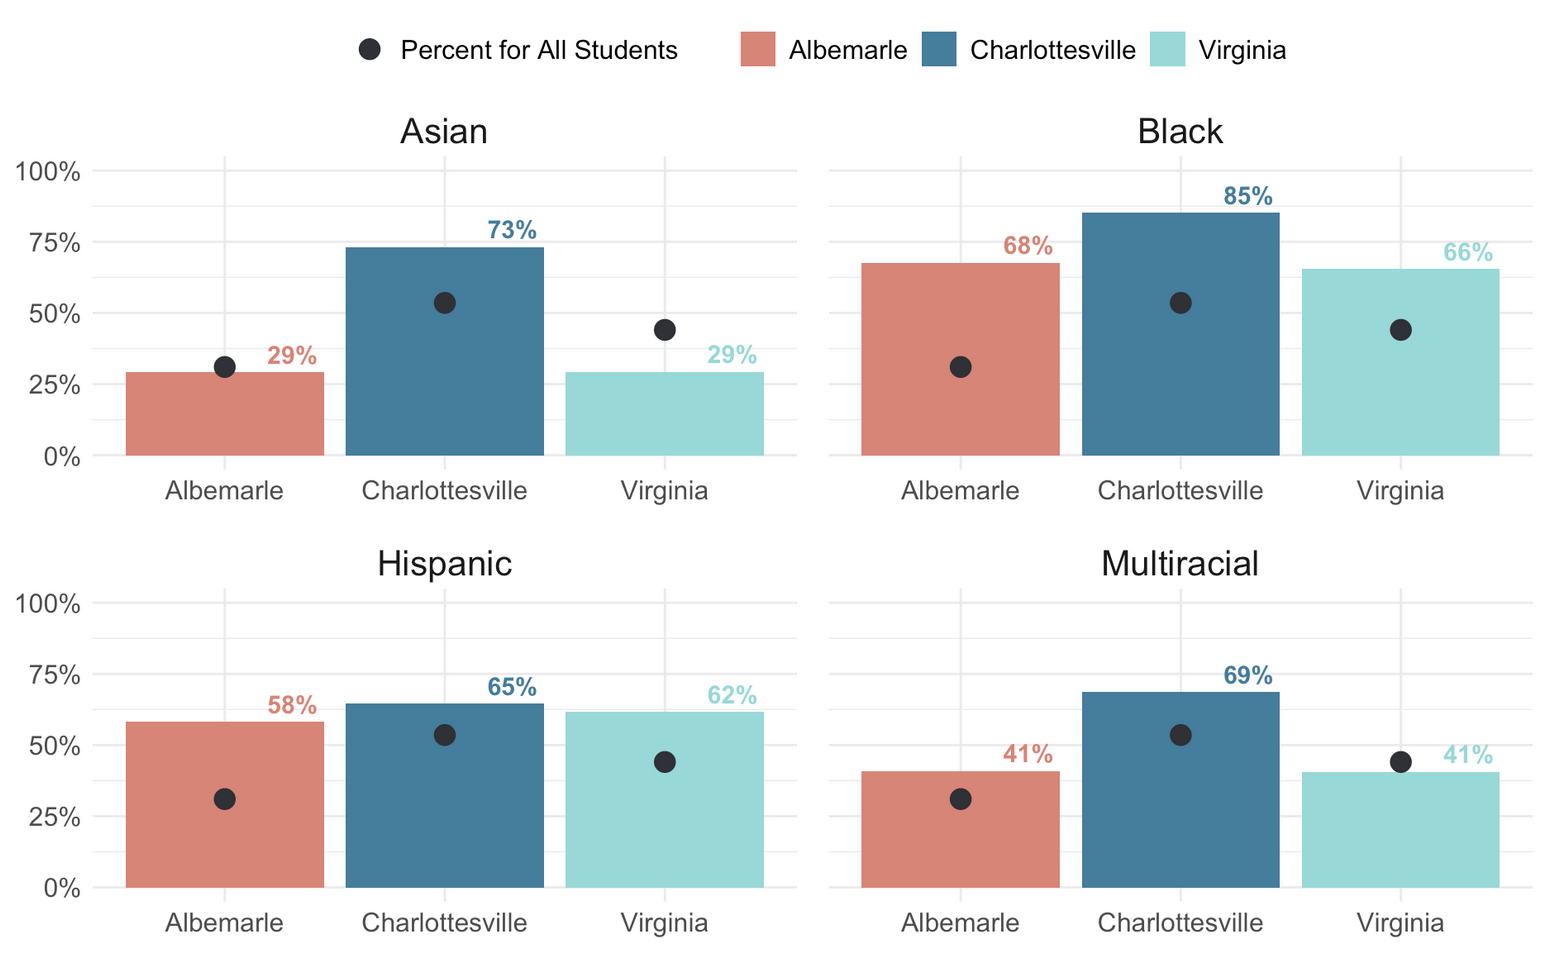 Percent for All Students Albemarle Charlottesville Virginia
Asian
100%
75%
50%
25%
0%
29%
73%
29%
Albemarle Charlottesville Virginia
Black
68%
85%
66%
Albemarle Charlottesville Virginia
Hispanic
100%
75%
50%
25%
0%
58%
65%
62%
Albemarle Charlottesville Virginia
Multiracial
41%
69%
41%
Albemarle Charlottesville Virginia